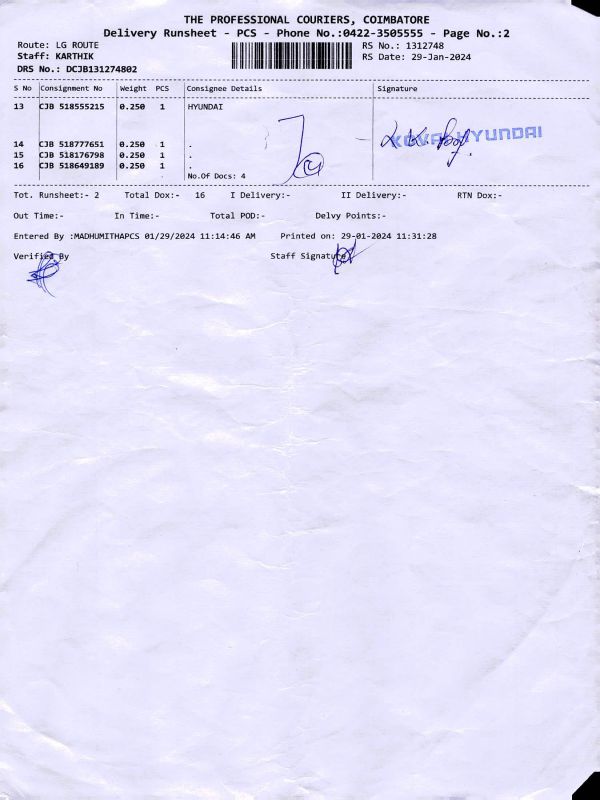 THE PROFESSIONAL COURIERS, COIMBATORE
Delivery Runsheet - PCS - Phone No.:0422-3505555 - Page No.:2
Route: LG ROUTE RS No.: 1312748
Staff: KARTHIK RS Date: 29-Jan-2024
DRS No.: DCJB131274802
S No Consignment No Weight PCS Consignee Details Signature
13 CJB 518555215 0.250 1 HYUNDAI
KOVAI HYUNDAI
14 CJB 518777651 0.250 1 .
15 CJB 518176798 0.250 1 .
16 CJB 518649189 0.250 1 .
No.Of Docs: 4
Tot. Runsheet:- 2 Total Dox:- 16 I Delivery:- II Delivery:- RTN Dox:-
Out Time:- In Time:- Total POD:- Delvy Points:-
Entered By :MADHUMITHAPCS 01/29/2024 11:14:46 AM Printed on: 29-01-2024 11:31:28
Verified By Staff Signature